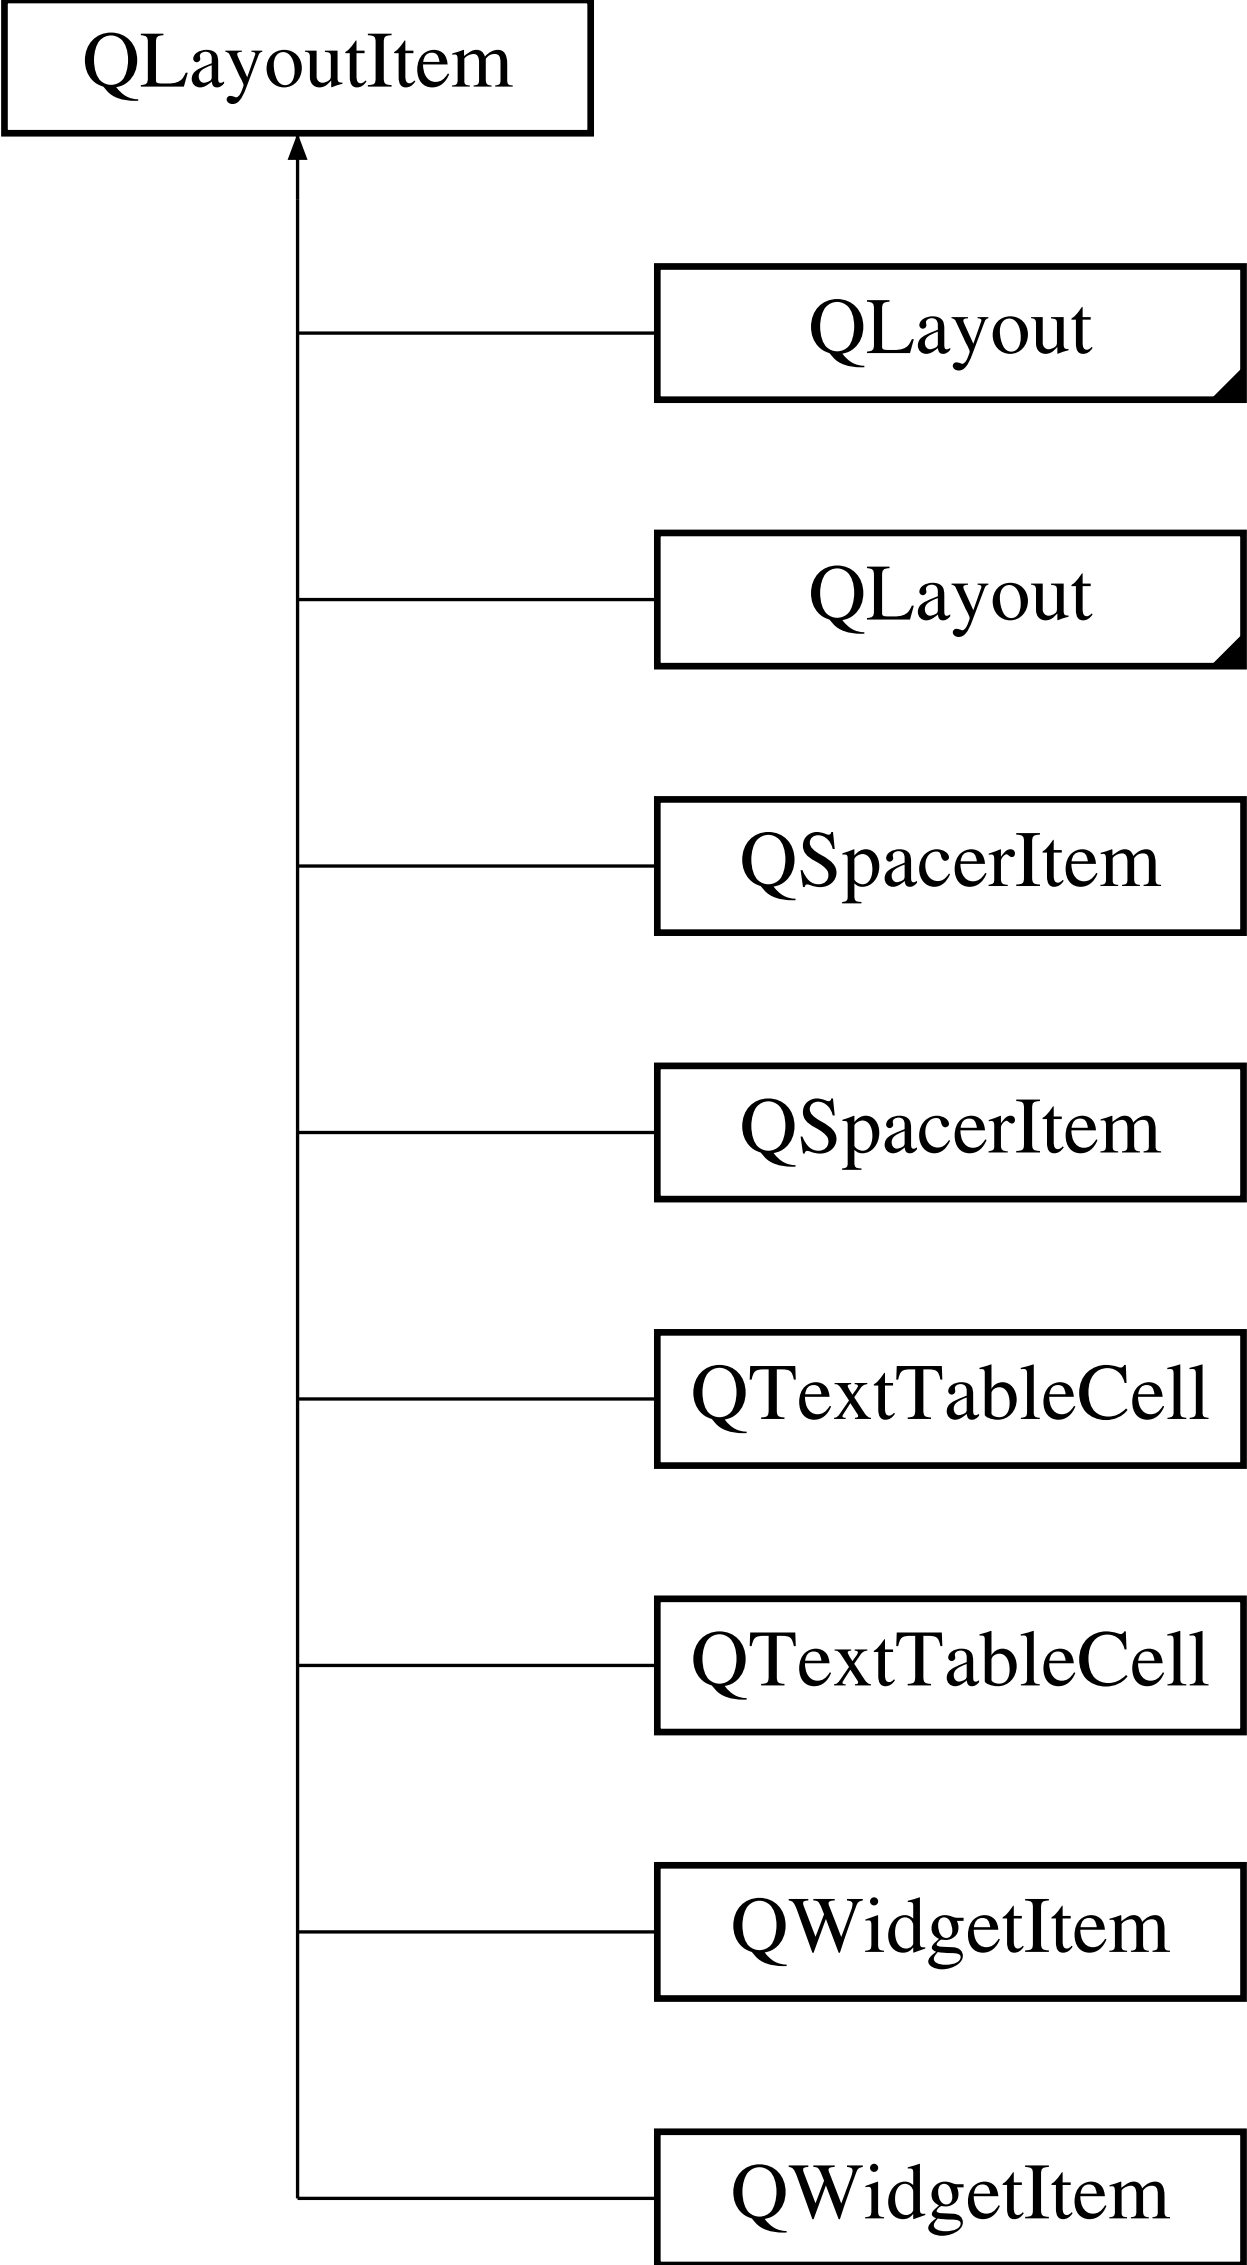 QLayoutItem
QLayout
QLayout
QSpacerItem
QSpacerItem
QTextTableCell
QTextTableCell
QWidgetItem
QWidgetItem